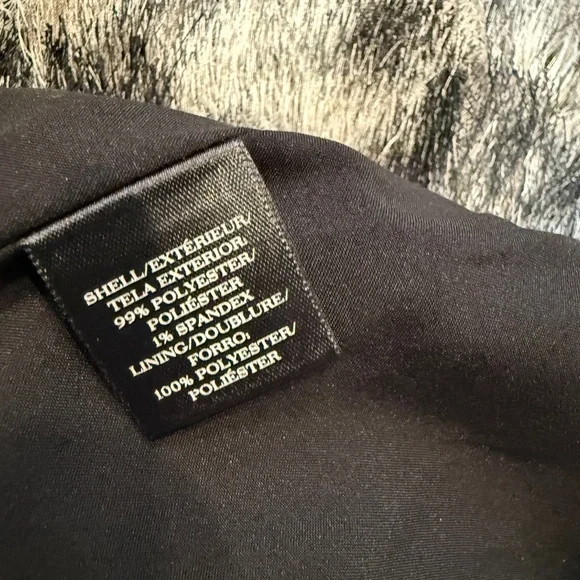 SHELL/EXTÉRIEUR/
TELA EXTERIOR:
99% POLYESTER/
POLIÉSTER
1% SPANDEX
LINING/DOUBLURE/
FORRO:
100% POLYESTER/
POLIÉSTER